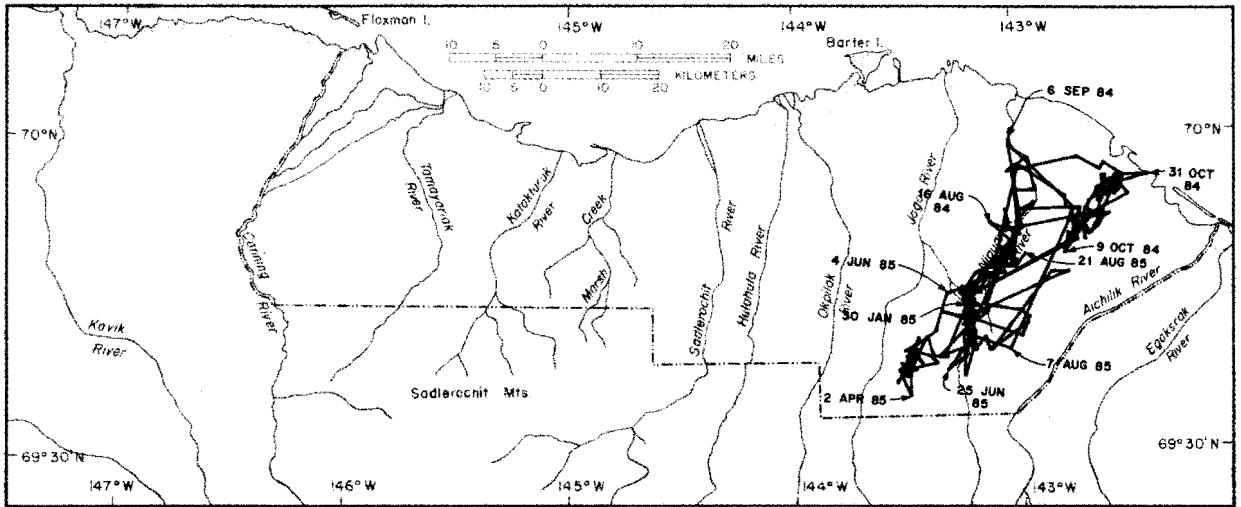 147°W
Flaxman I.
145°W
144°W
143°W
Barter I.
10 5 0 10 20
MILES
KILOMETERS
10 5 0 10 20
6 SEP 84
70°N
70°N
31 OCT
84
Tamayariak
River
Katakturuk
River
Creek
Marsh
Sadlerochit
River
Hulahula River
Okpilak
River
Jago River
River
16 AUG
84
9 OCT 84
21 AUG 85
4 JUN 85
30 JAN 85
Canning
River
Aichilik River
Egaksrak
River
Kavik
River
7 AUG 85
25 JUN
85
2 APR 85
Sadlerochit Mts
69°30'N
69°30'N
147°W
146°W
145°W
144°W
143°W